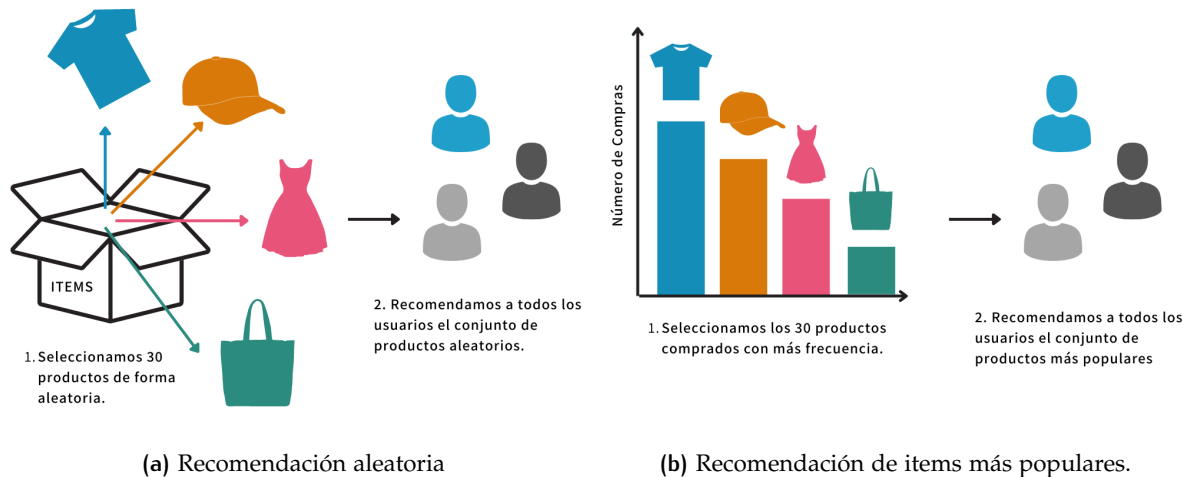 ITEMS
1. Seleccionamos 30
productos de forma
aleatoria.
2. Recomendamos a todos los
usuarios el conjunto de
productos aleatorios.
(a) Recomendación aleatoria
Número de Compras
1. Seleccionamos los 30 productos
comprados con más frecuencia.
2. Recomendamos a todos los
usuarios el conjunto de
productos más populares
(b) Recomendación de items más populares.